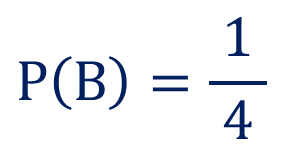 P(B) = 1/4